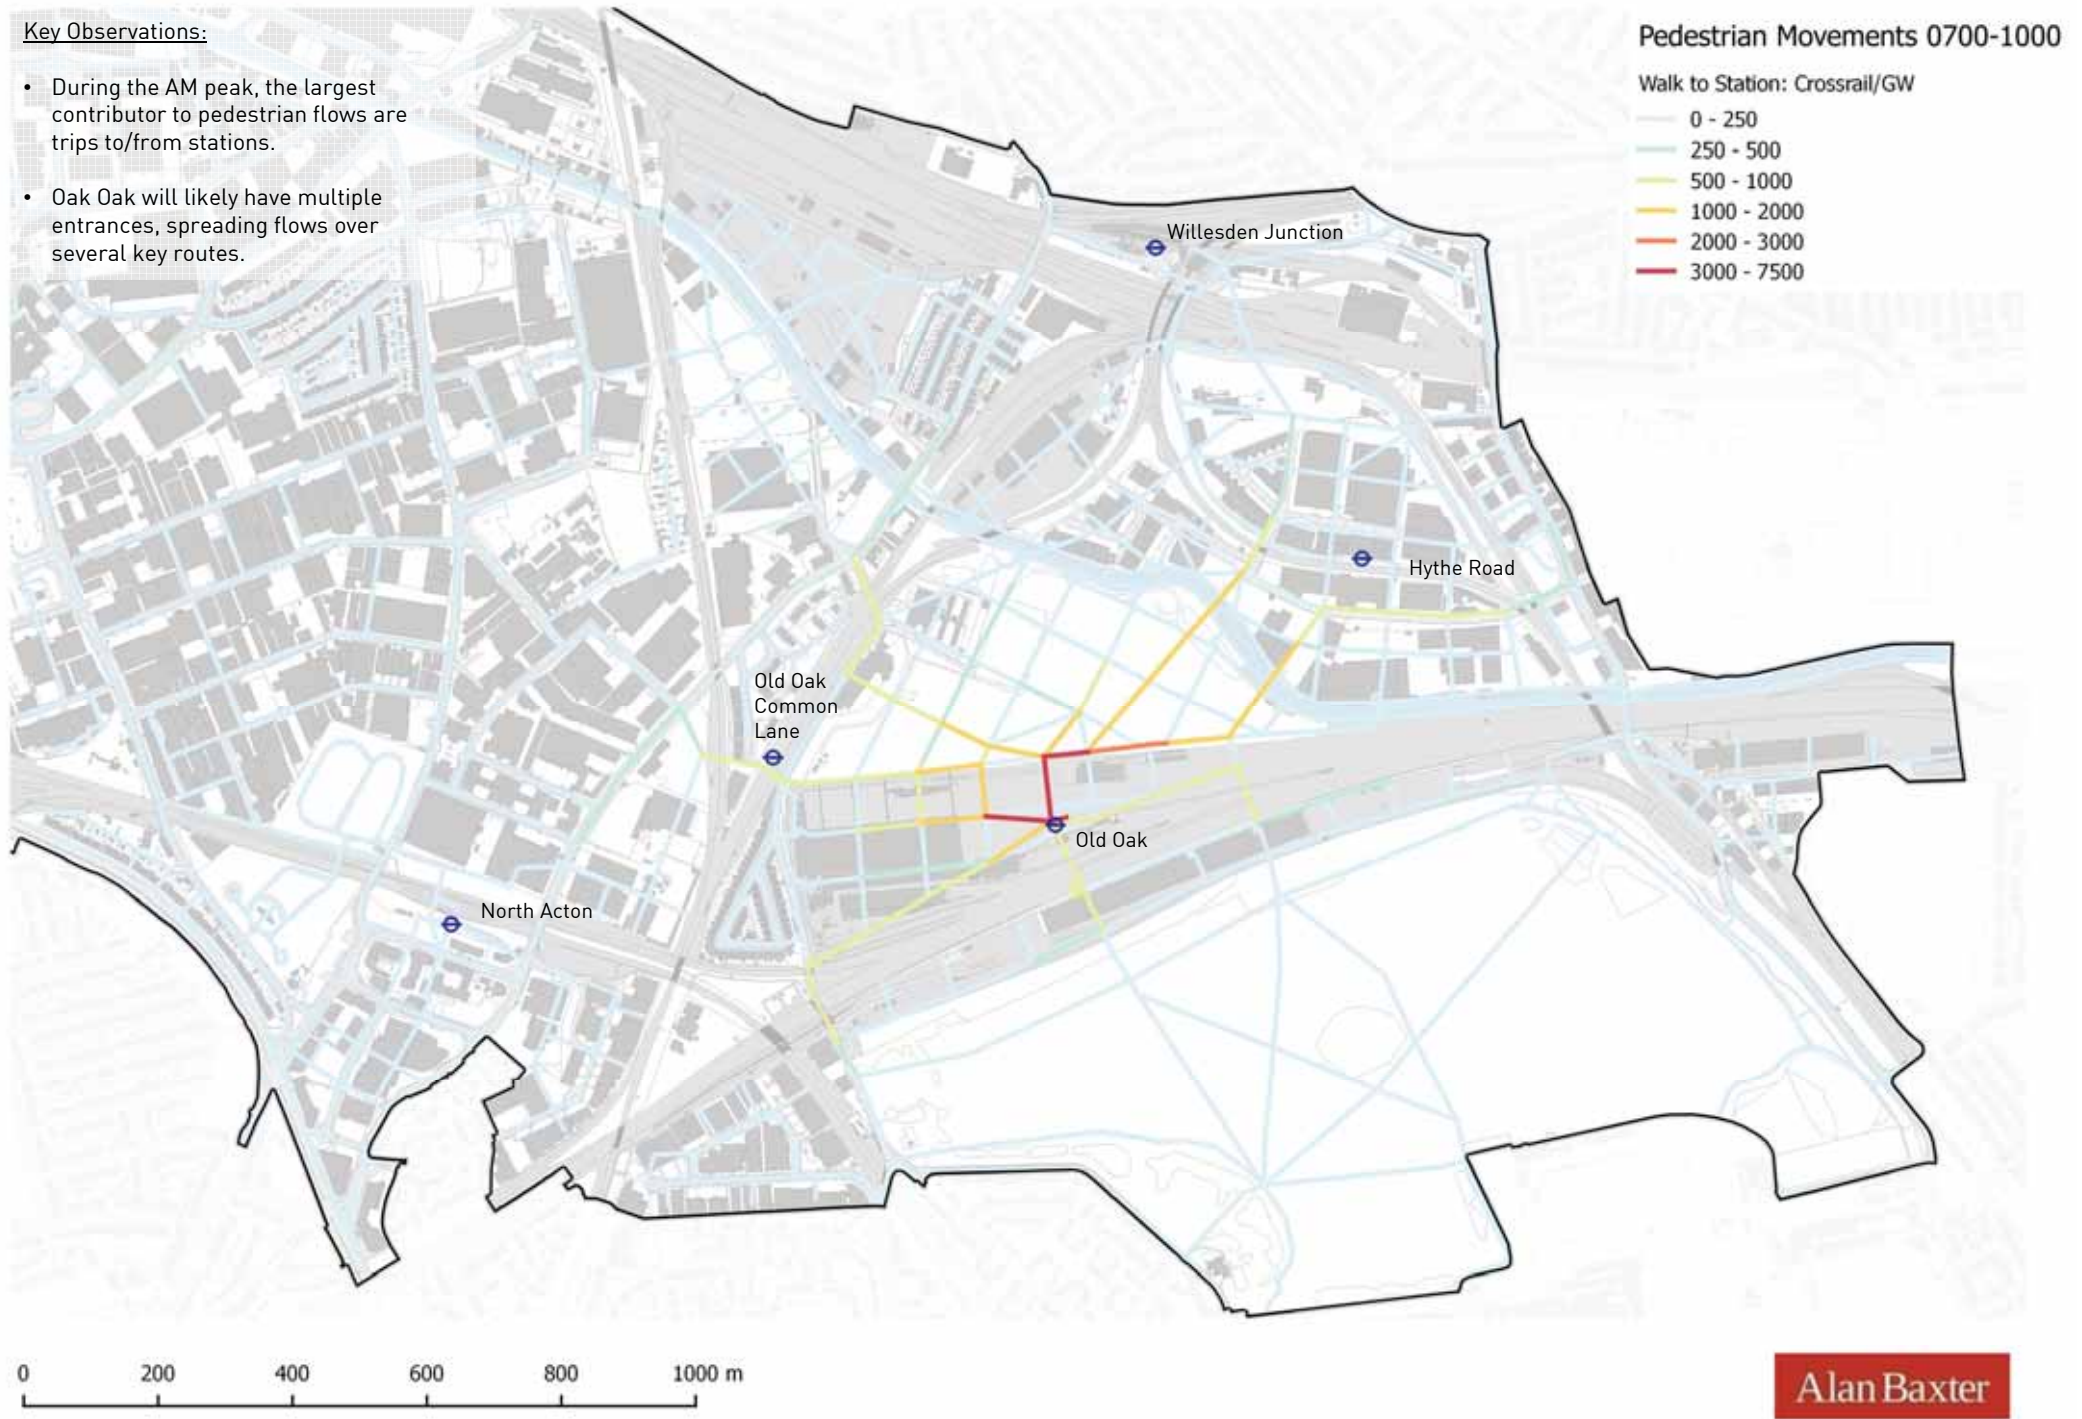 Key Observations:
• During the AM peak, the largest
contributor to pedestrian flows are
trips to/from stations.
• Oak Oak will likely have multiple
entrances, spreading flows over
several key routes.
Pedestrian Movements 0700-1000
Walk to Station: Crossrail/GW
0 - 250
250 - 500
500 - 1000
1000 - 2000
2000 - 3000
3000 - 7500
Willesden Junction
Hythe Road
Old Oak
Common
Lane
Old Oak
North Acton
0 200 400 600 800 1000 m
Alan Baxter